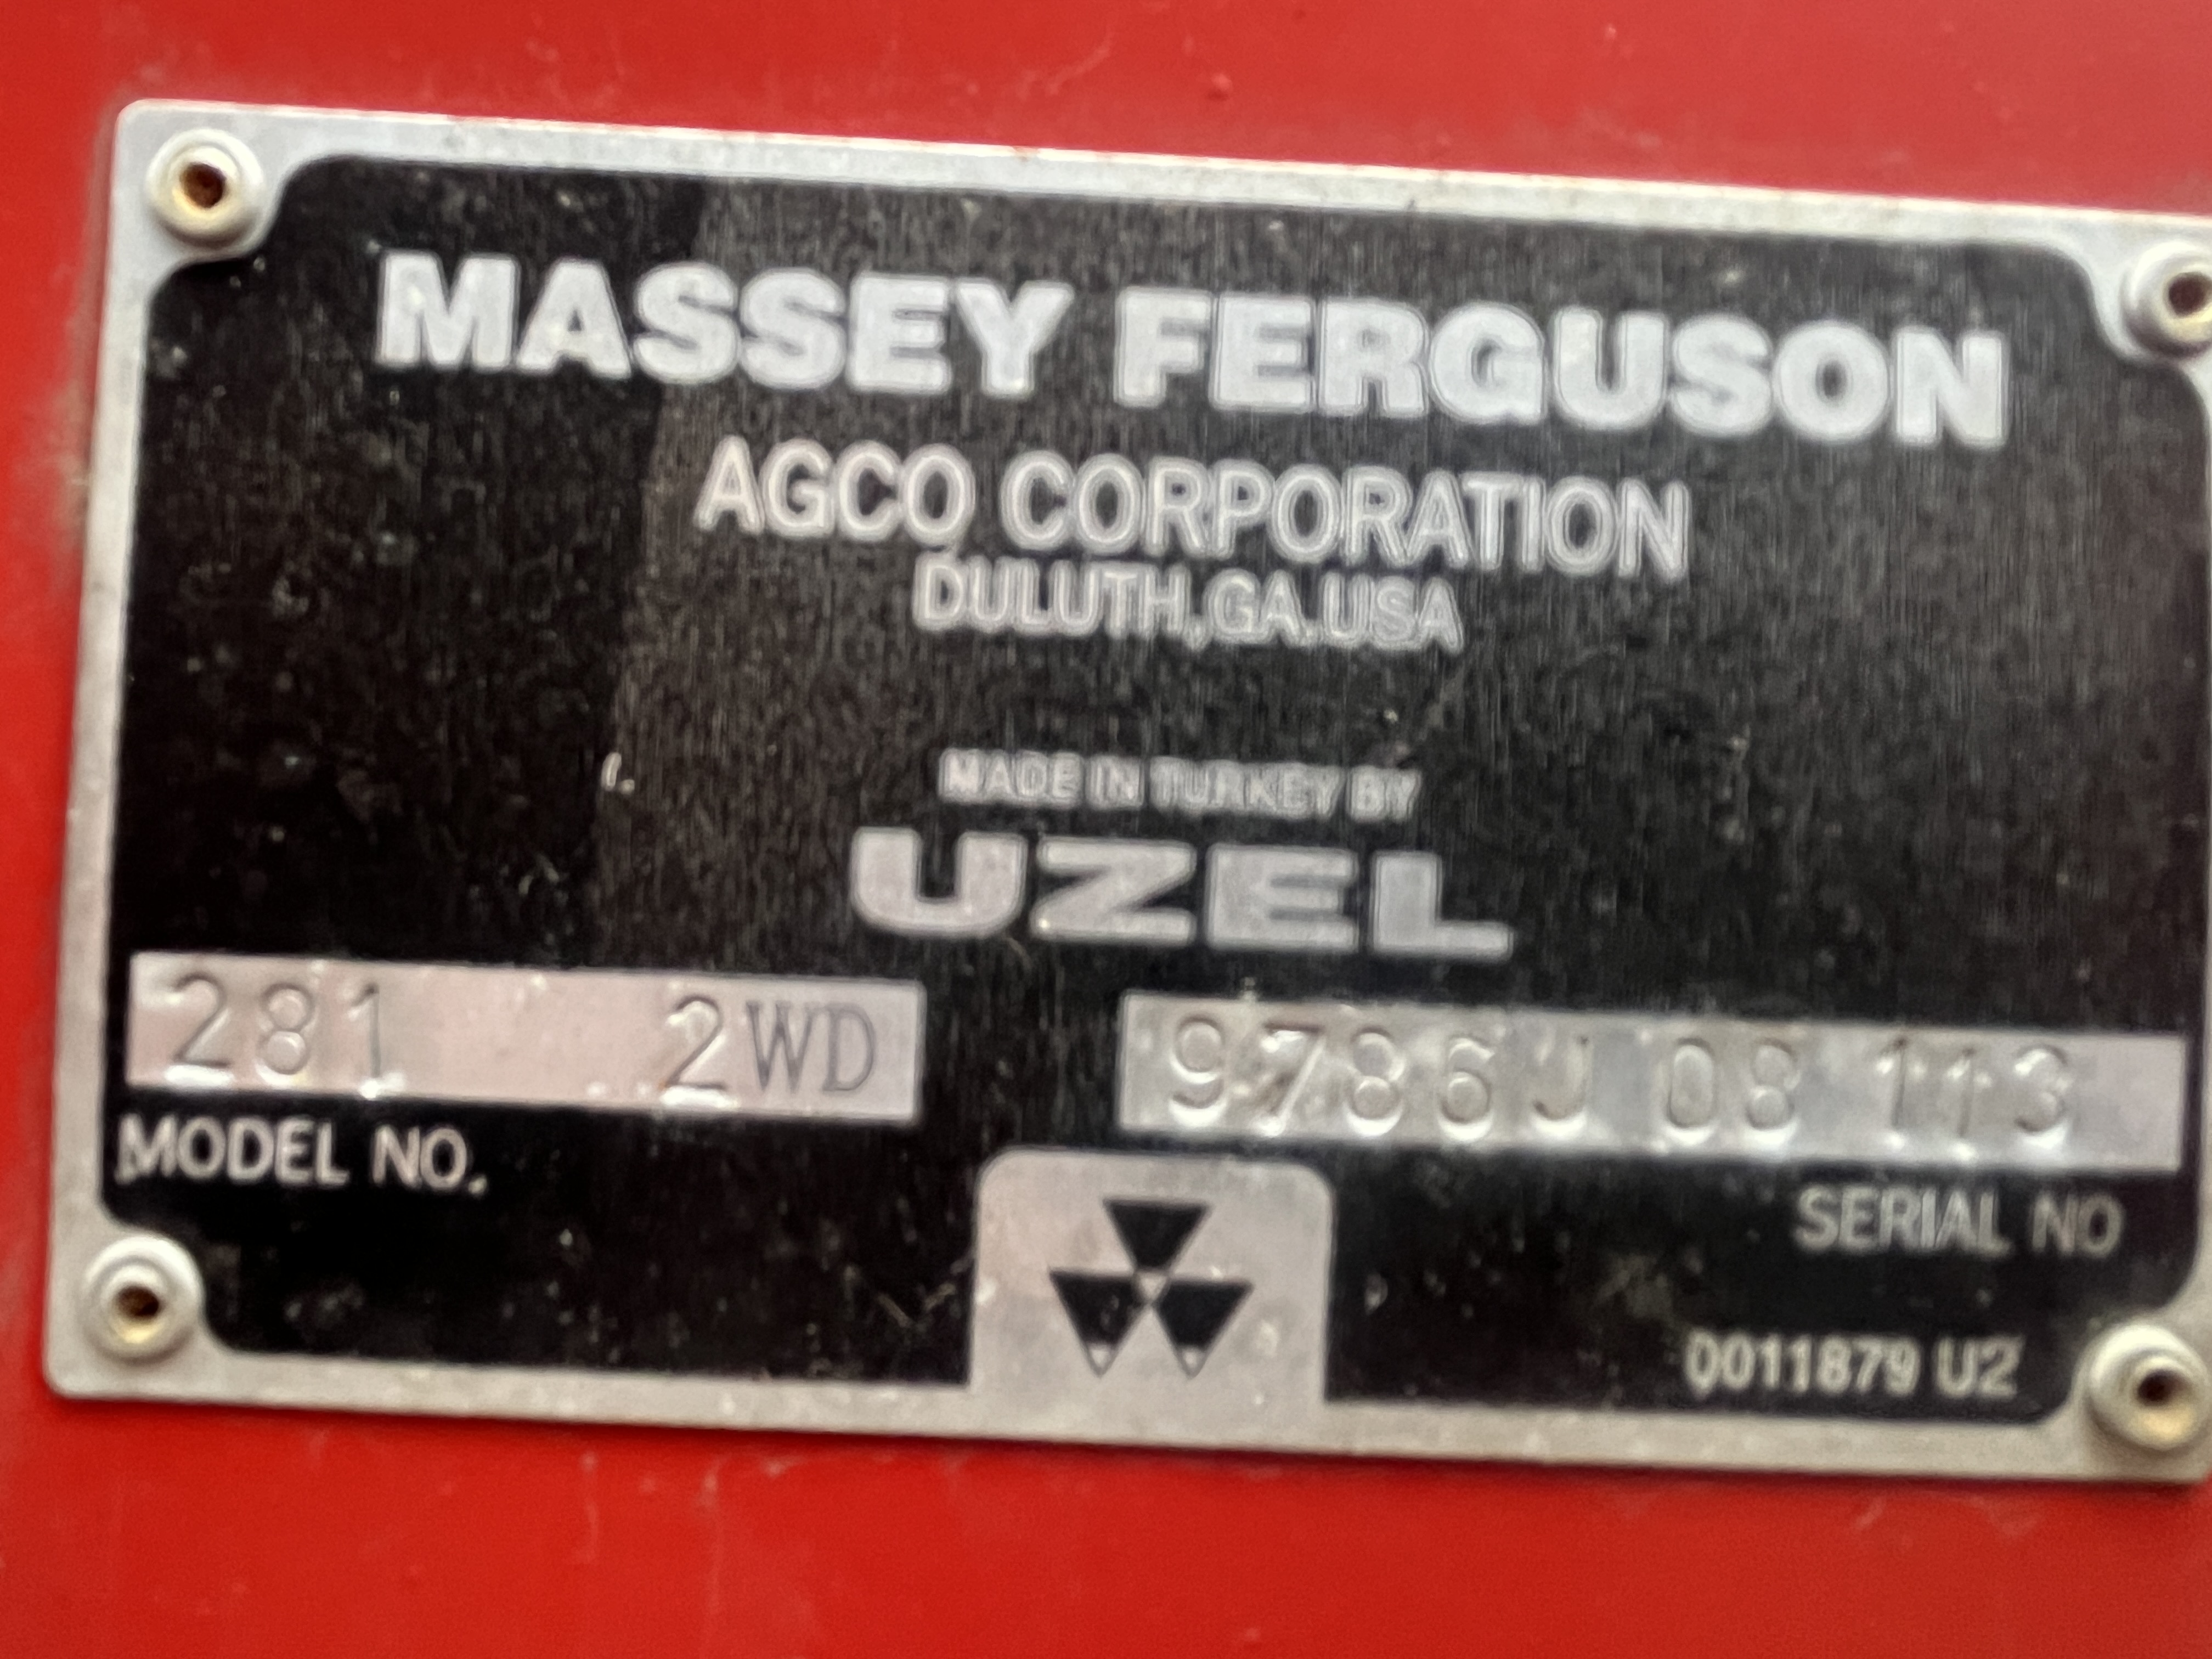 MASSEY FERGUSON
AGCO CORPORATION
DULUTH,GA.USA
MADE IN TURKEY BY
UZEL
281 2WD
9786J 08 113
MODEL NO.
SERIAL NO
0011879 U2